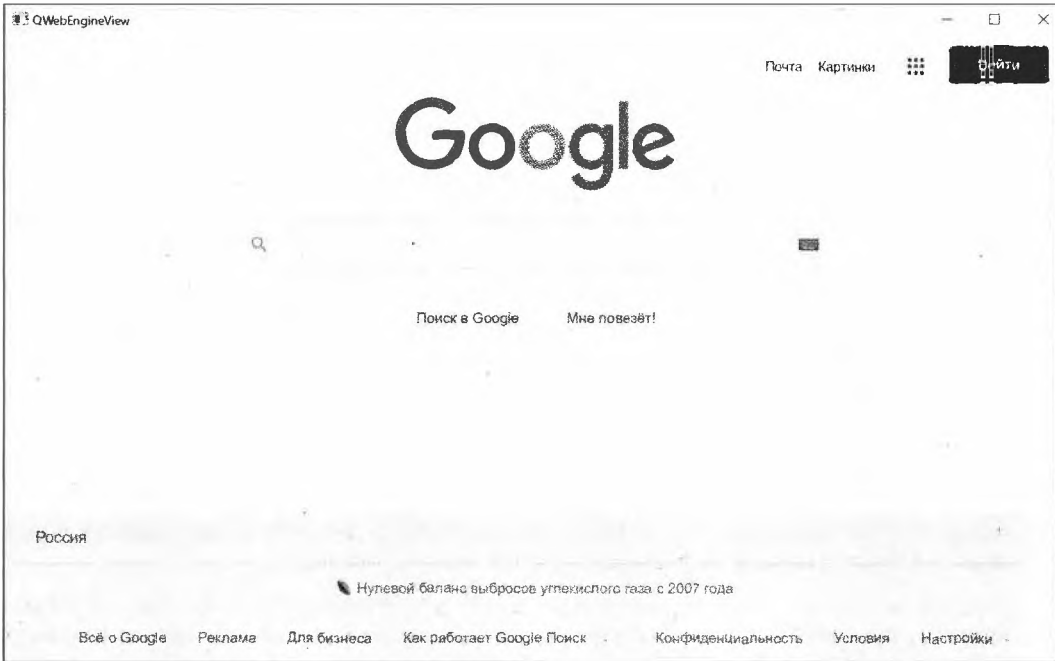 QWebEngineView
Почта Картинки Войти
Google
Поиск в Google Мне повезёт!
Россия
Нулевой баланс выбросов углекислого газа с 2007 года
Всё о Google Реклама Для бизнеса Как работает Google Поиск Конфиденциальность Условия Настройки